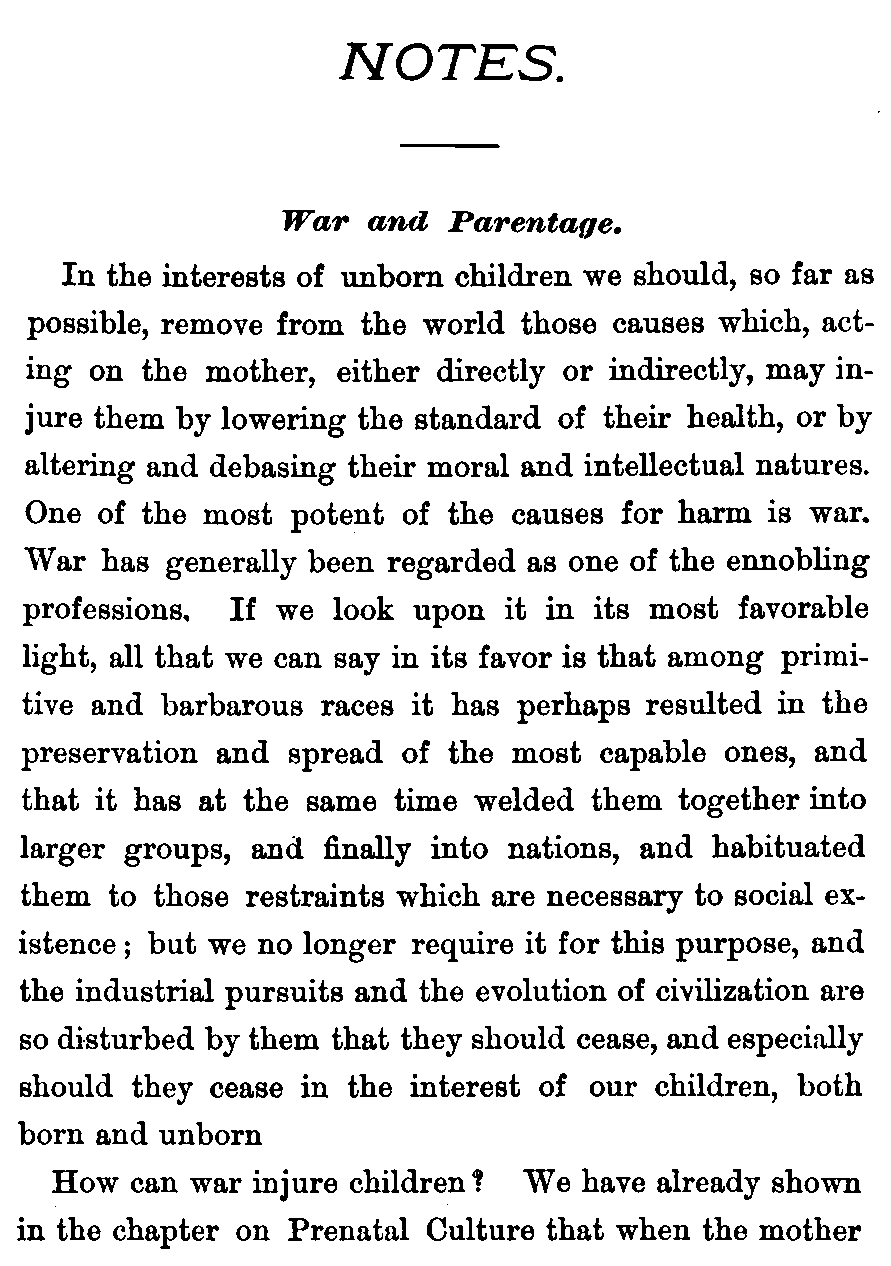 NOTES.
War and Parentage.
In the interests of unborn children we should, so far as
possible, remove from the world those causes which, act-
ing on the mother, either directly or indirectly, may in-
jure them by lowering the standard of their health, or by
altering and debasing their moral and intellectual natures.
One of the most potent of the causes for harm is war.
War has generally been regarded as one of the ennobling
professions. If we look upon it in its most favorable
light, all that we can say in its favor is that among primi-
tive and barbarous races it has perhaps resulted in the
preservation and spread of the most capable ones, and
that it has at the same time welded them together into
larger groups, and finally into nations, and habituated
them to those restraints which are necessary to social ex-
istence; but we no longer require it for this purpose, and
the industrial pursuits and the evolution of civilization are
so disturbed by them that they should cease, and especially
should they cease in the interest of our children, both
born and unborn
How can war injure children? We have already shown
in the chapter on Prenatal Culture that when the mother